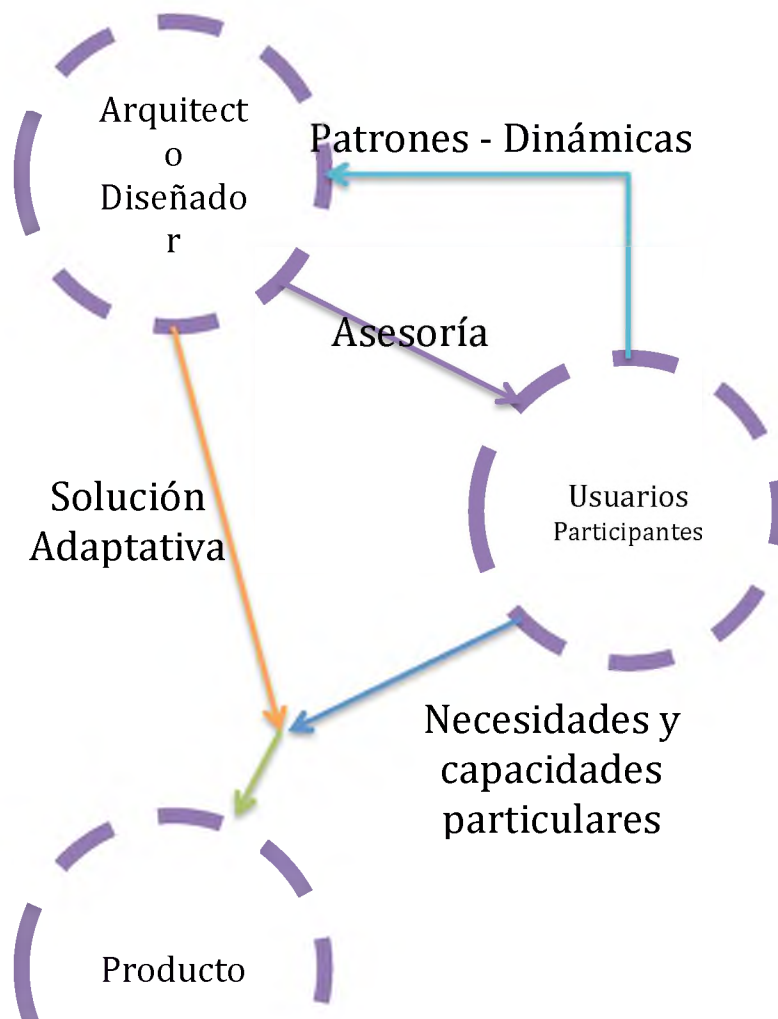 Arquitect
o
Diseñado
r
Patrones - Dinámicas
Asesoría
Solución
Adaptativa
Usuarios
Participantes
Necesidades y
capacidades
particulares
Producto